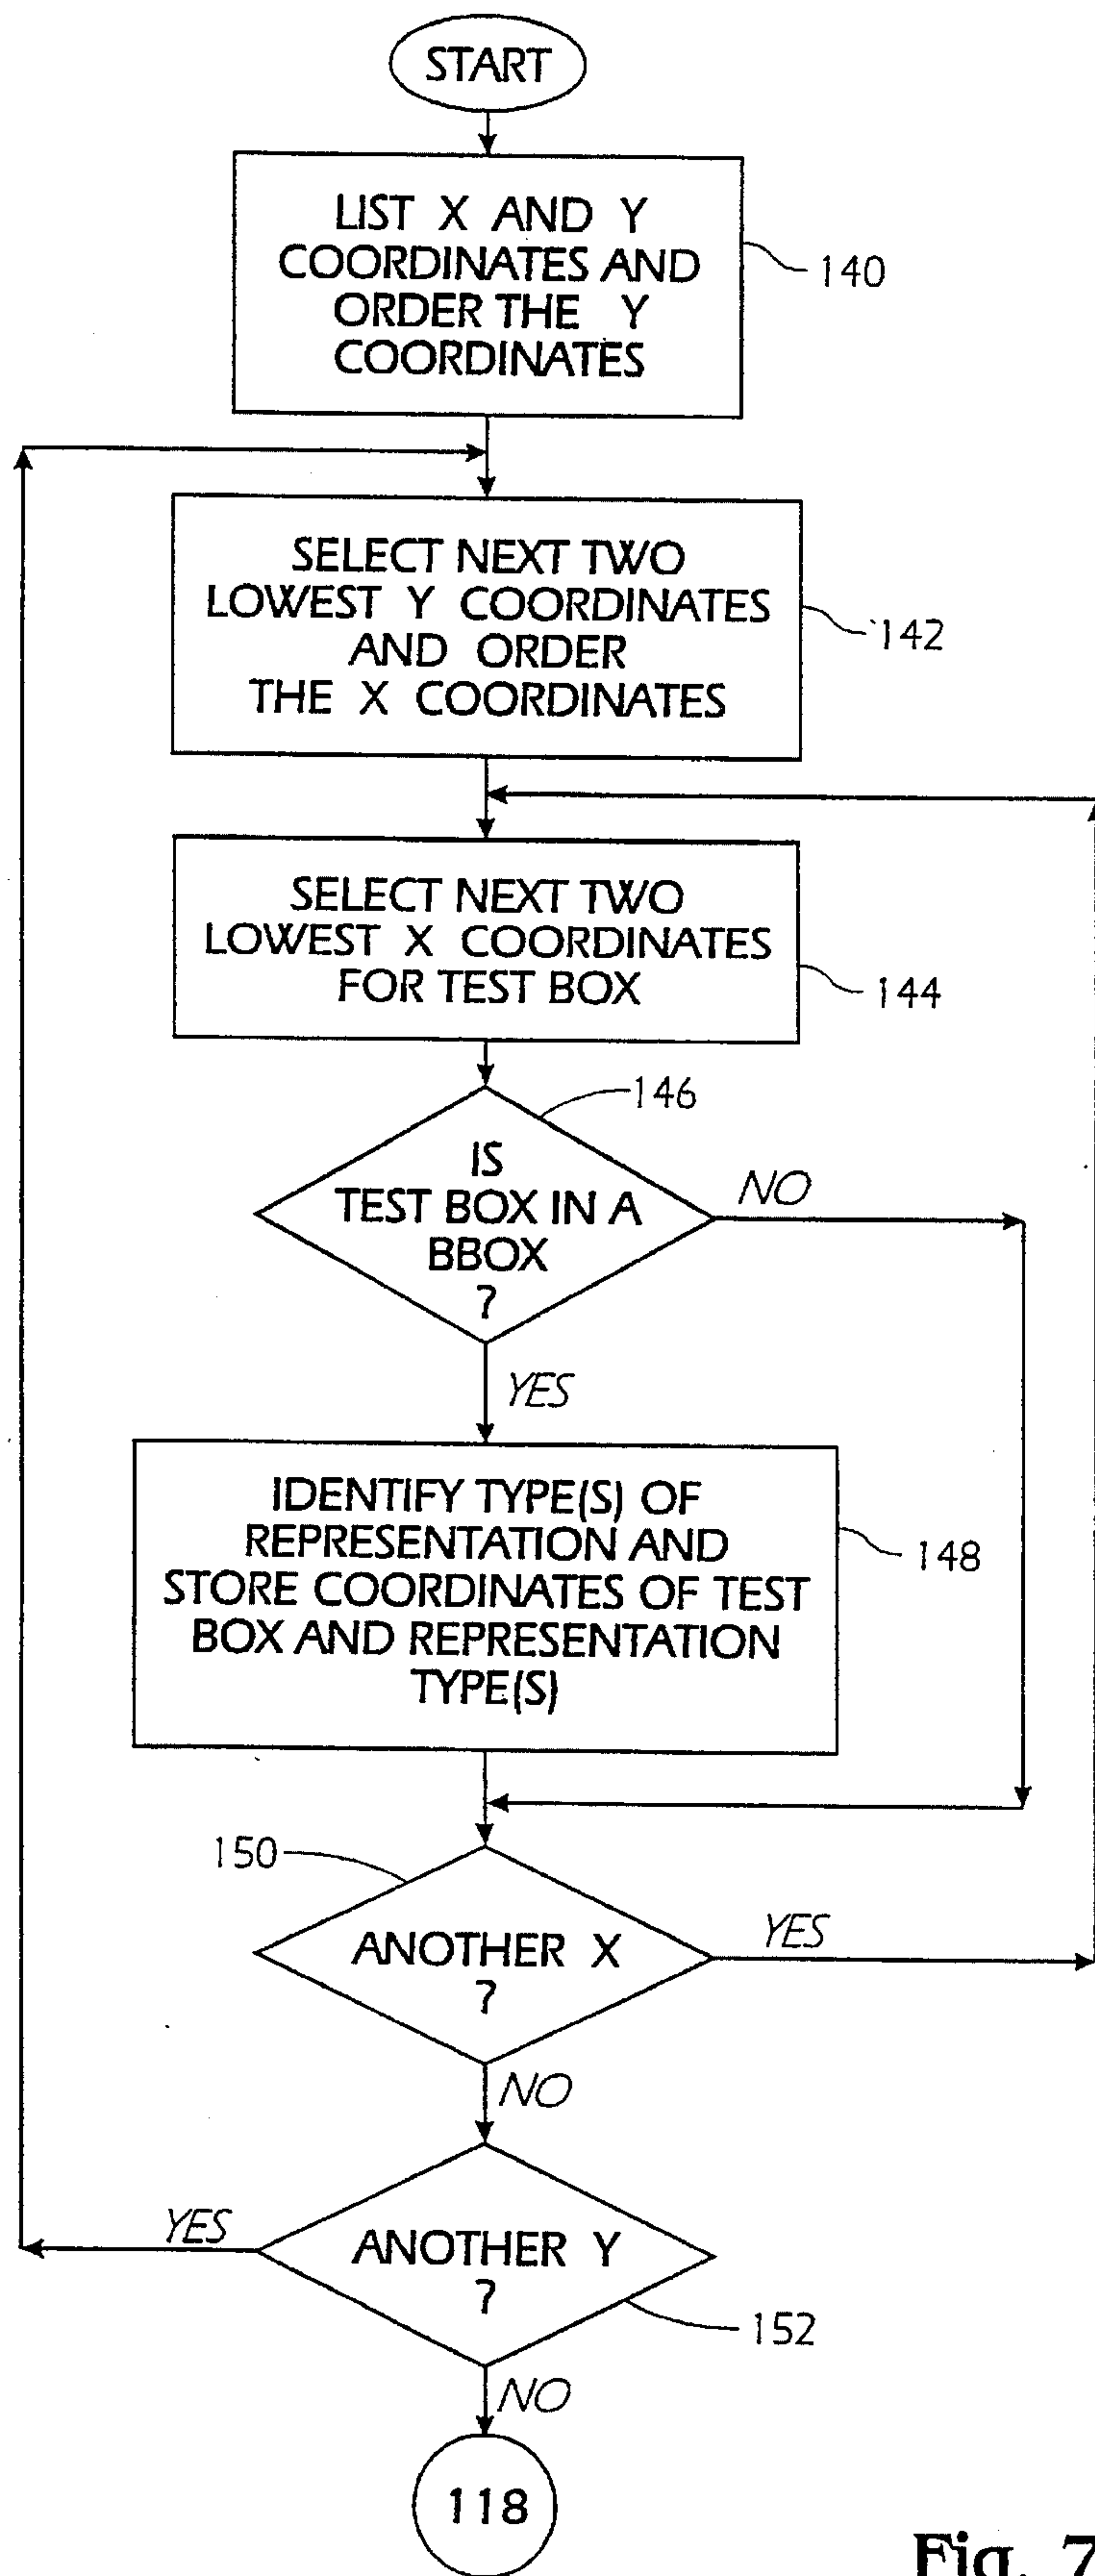 START
LIST X AND Y
COORDINATES AND
ORDER THE Y
COORDINATES
140
SELECT NEXT TWO
LOWEST Y COORDINATES
AND ORDER
THE X COORDINATES
142
SELECT NEXT TWO
LOWEST X COORDINATES
FOR TEST BOX
144
146
IS
TEST BOX IN A
BBOX
?
NO
YES
IDENTIFY TYPE(S) OF
REPRESENTATION AND
STORE COORDINATES OF TEST
BOX AND REPRESENTATION
TYPE(S)
148
150
ANOTHER X
?
YES
NO
ANOTHER Y
?
YES
152
NO
118
Fig. 7